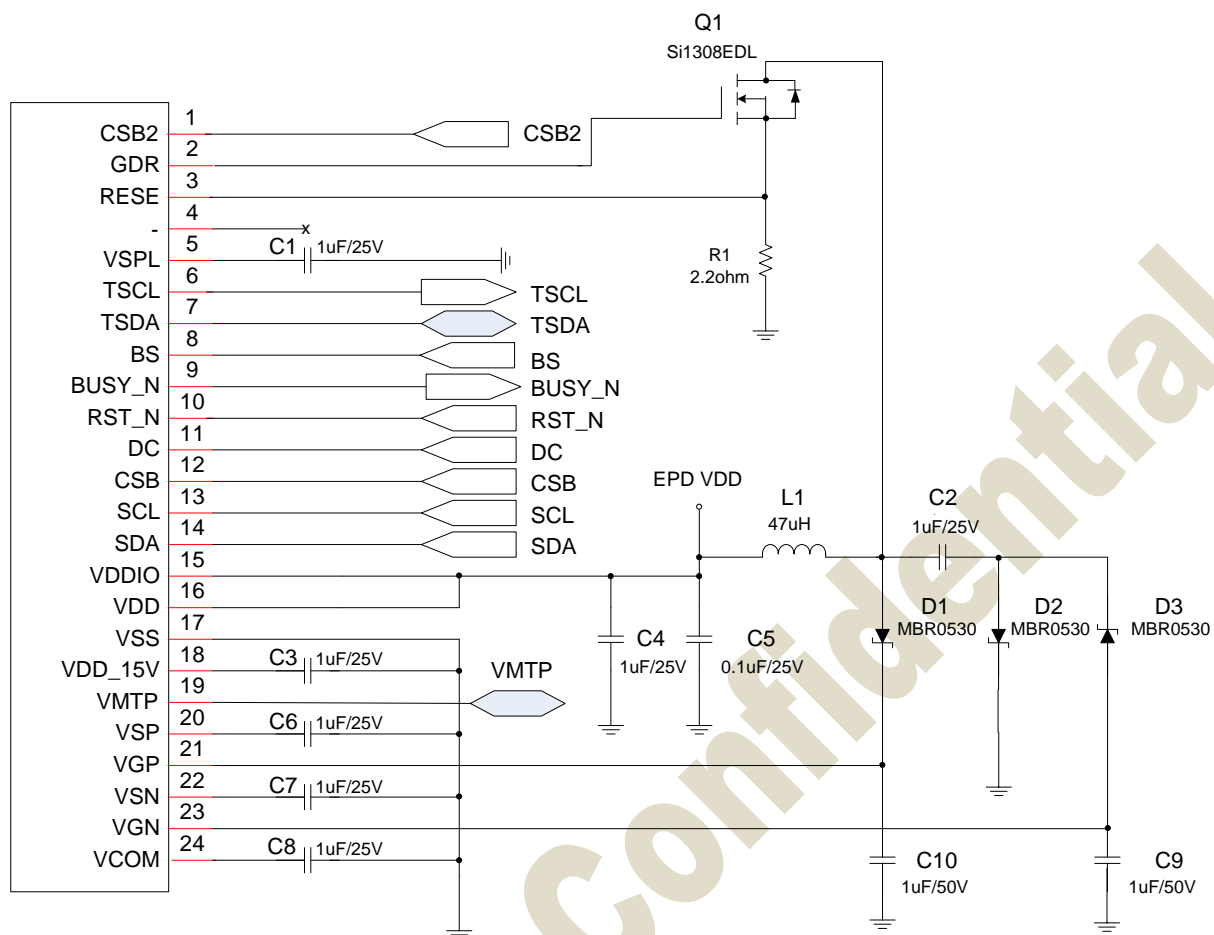 Q1
Si1308EDL
CSB2 1 CSB2
GDR 2
RESE 3
- 4 x
VSPL 5 C1 1uF/25V
R1
2.2ohm
TSCL 6 TSCL
TSDA 7 TSDA
BS 8 BS
BUSY_N 9 BUSY_N
RST_N 10 RST_N
DC 11 DC
CSB 12 CSB
SCL 13 SCL
SDA 14 SDA
EPD VDD
L1
47uH
C2
1uF/25V
VDDIO 15
VDD 16
VSS 17
VDD_15V 18 C3 1uF/25V
VMTP 19 VMTP
VSP 20 C6 1uF/25V
VGP 21
VSN 22 C7 1uF/25V
VGN 23
VCOM 24 C8 1uF/25V
C4
1uF/25V
C5
0.1uF/25V
D1
MBR0530
D2
MBR0530
D3
MBR0530
C10
1uF/50V
C9
1uF/50V
Confidential